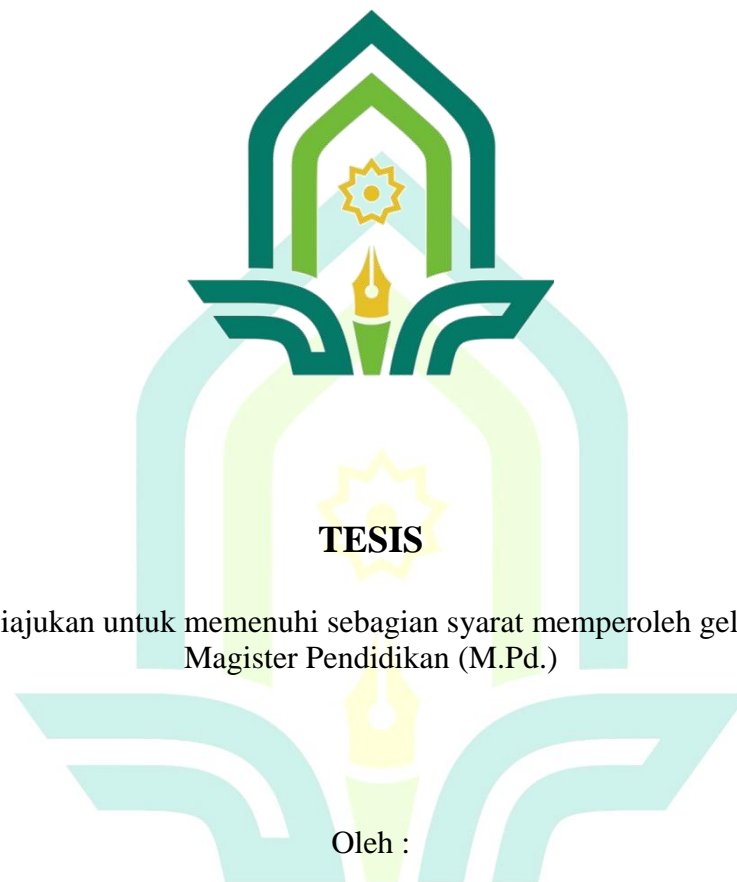 TESIS
iajukan untuk memenuhi sebagian syarat memperoleh gel
Magister Pendidikan (M.Pd.)
Oleh :